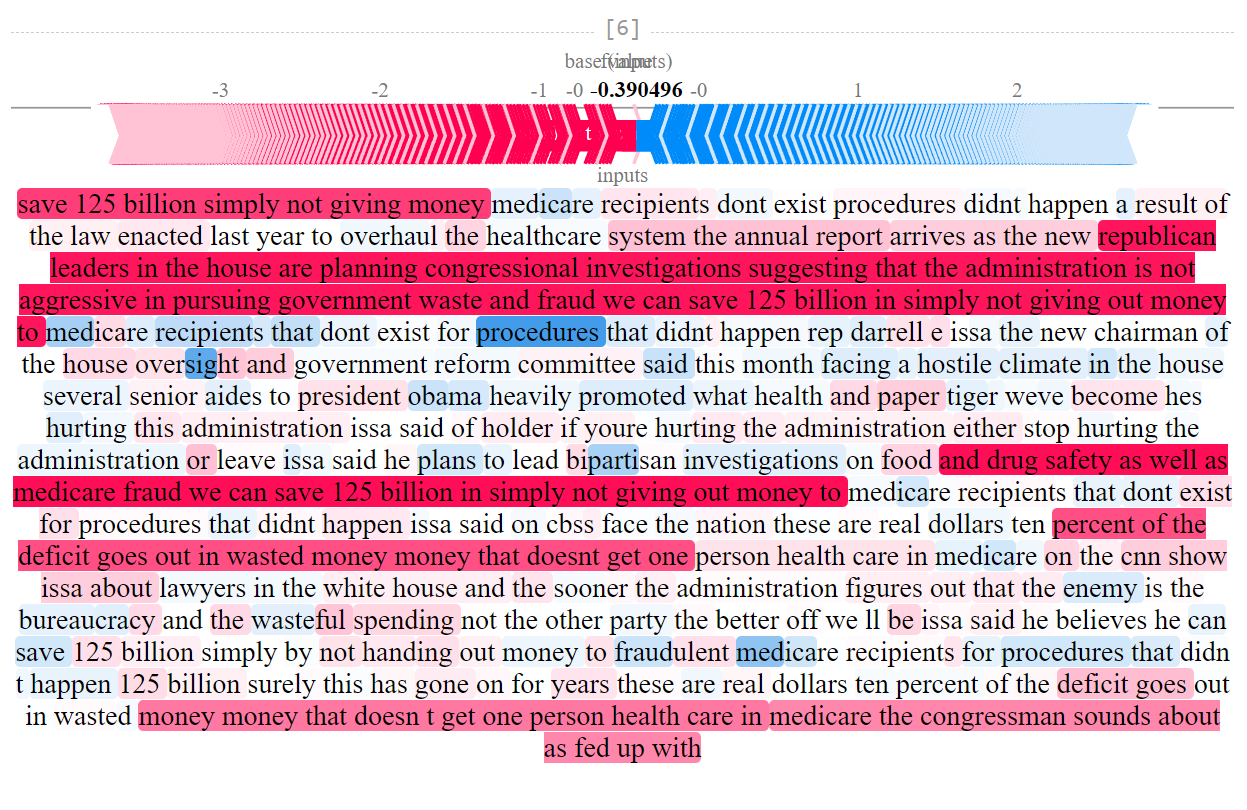 [6]
base value
f(inputs)
-3 -2 -1 -0 -0.390496 -0 1 2
t
inputs
save 125 billion simply not giving money medicare recipients dont exist procedures didnt happen a result of
the law enacted last year to overhaul the healthcare system the annual report arrives as the new republican
leaders in the house are planning congressional investigations suggesting that the administration is not
aggressive in pursuing government waste and fraud we can save 125 billion in simply not giving out money
to medicare recipients that dont exist for procedures that didnt happen rep darrell e issa the new chairman of
the house oversight and government reform committee said this month facing a hostile climate in the house
several senior aides to president obama heavily promoted what health and paper tiger weve become hes
hurting this administration issa said of holder if youre hurting the administration either stop hurting the
administration or leave issa said he plans to lead bipartisan investigations on food and drug safety as well as
medicare fraud we can save 125 billion in simply not giving out money to medicare recipients that dont exist
for procedures that didnt happen issa said on cbss face the nation these are real dollars ten percent of the
deficit goes out in wasted money money that doesnt get one person health care in medicare on the cnn show
issa about lawyers in the white house and the sooner the administration figures out that the enemy is the
bureaucracy and the wasteful spending not the other party the better off we ll be issa said he believes he can
save 125 billion simply by not handing out money to fraudulent medicare recipients for procedures that didn
t happen 125 billion surely this has gone on for years these are real dollars ten percent of the deficit goes out
in wasted money money that doesn t get one person health care in medicare the congressman sounds about
as fed up with